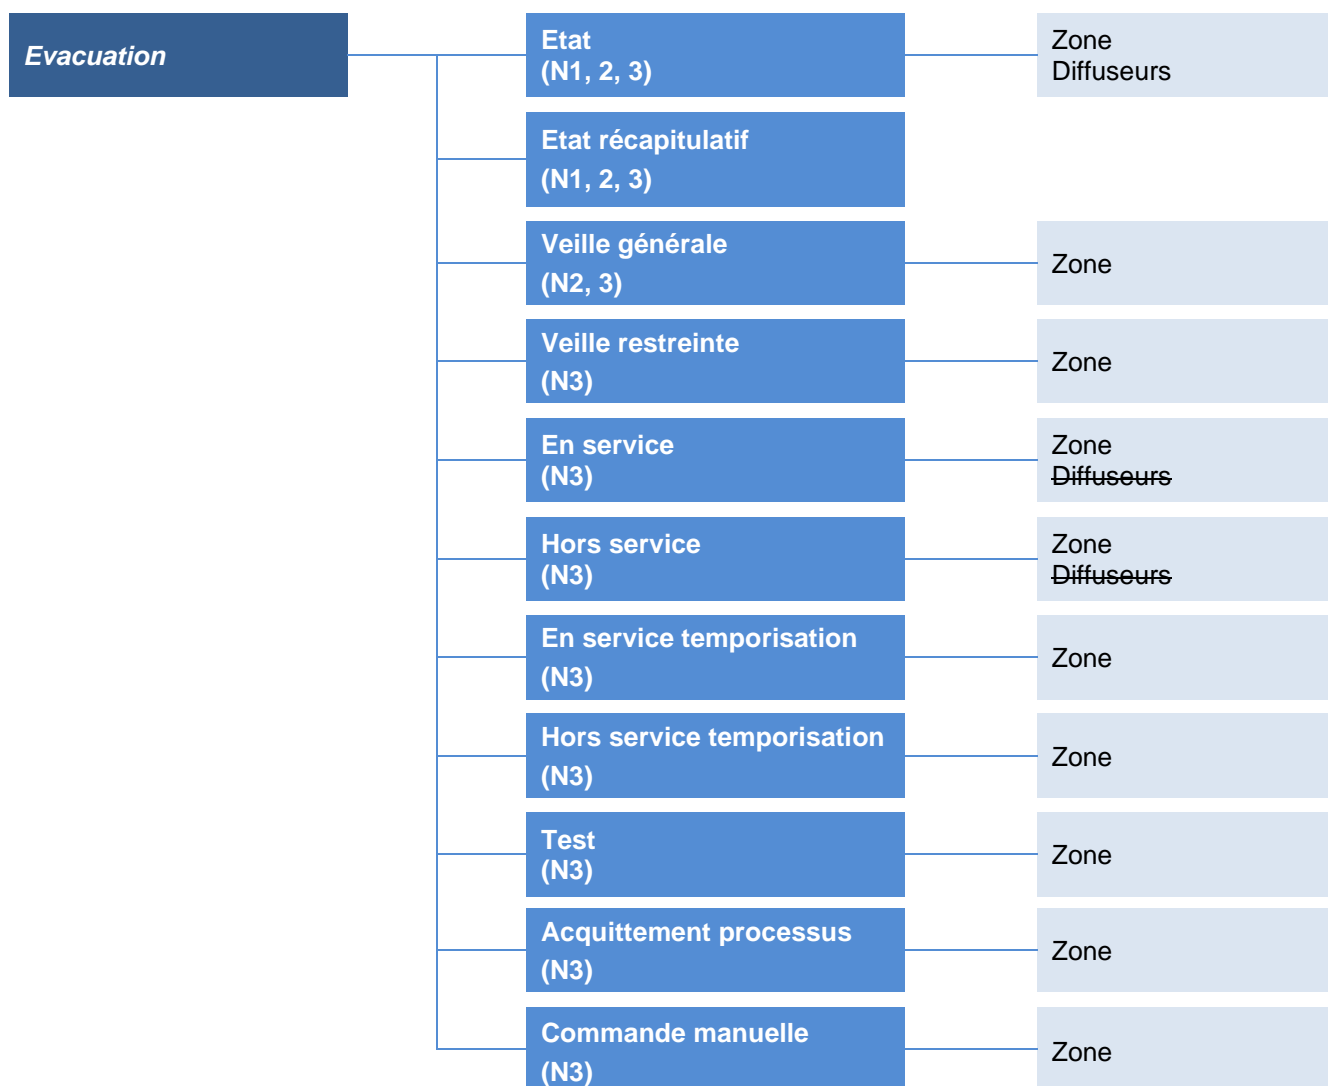 Evacuation
Etat
(N1, 2, 3)
Zone
Diffuseurs
Etat récapitulatif
(N1, 2, 3)
Veille générale
(N2, 3)
Zone
Veille restreinte
(N3)
Zone
En service
(N3)
Zone
Diffuseurs
Hors service
(N3)
Zone
Diffuseurs
En service temporisation
(N3)
Zone
Hors service temporisation
(N3)
Zone
Test
(N3)
Zone
Acquittement processus
(N3)
Zone
Commande manuelle
(N3)
Zone